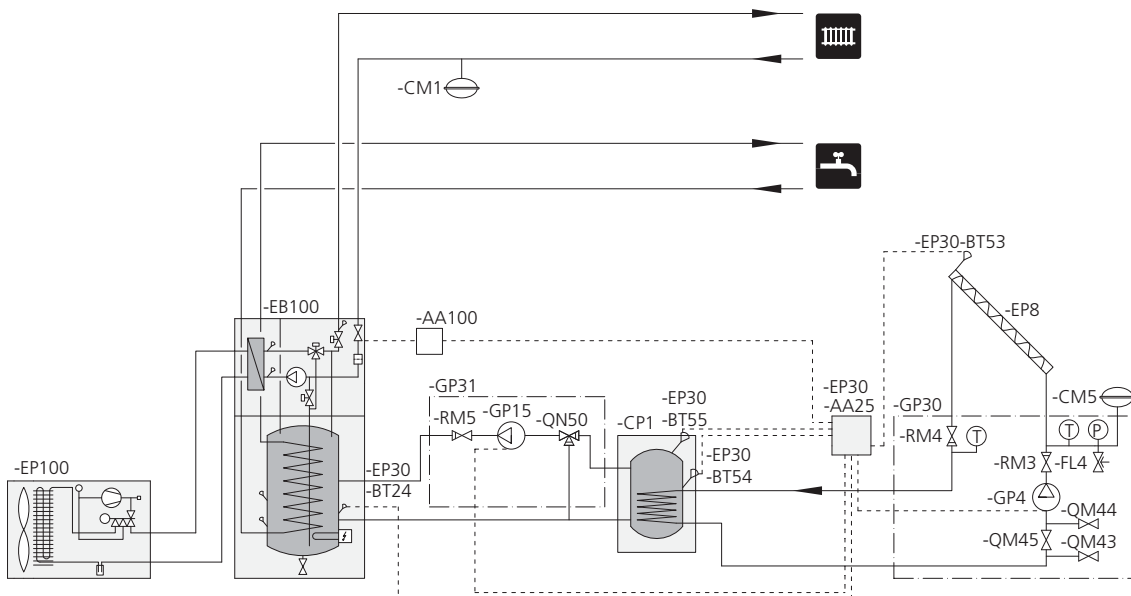 -CM1
-EP30-BT53
-EB100
-AA100
-EP8
-EP30
-AA25
-GP31
-EP30
-BT55
-CM5
-GP30
-RM5
-GP15
-QN50
-CP1
-RM4
T
T
P
-EP100
-EP30
-BT24
-EP30
-BT54
-RM3
-FL4
-GP4
-QM44
-QM45
-QM43